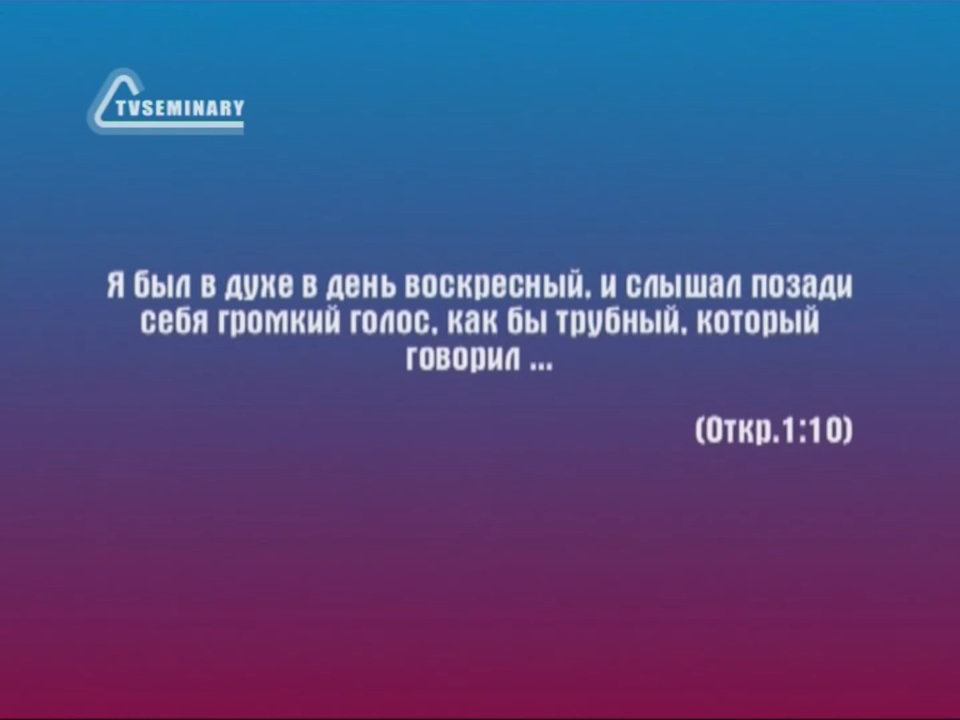 TVSEMINARY
Я был в духе в день воскресный, и слышал позади
себя громкий голос, как бы трубный, который
говорил ...
(Откр.1:10)